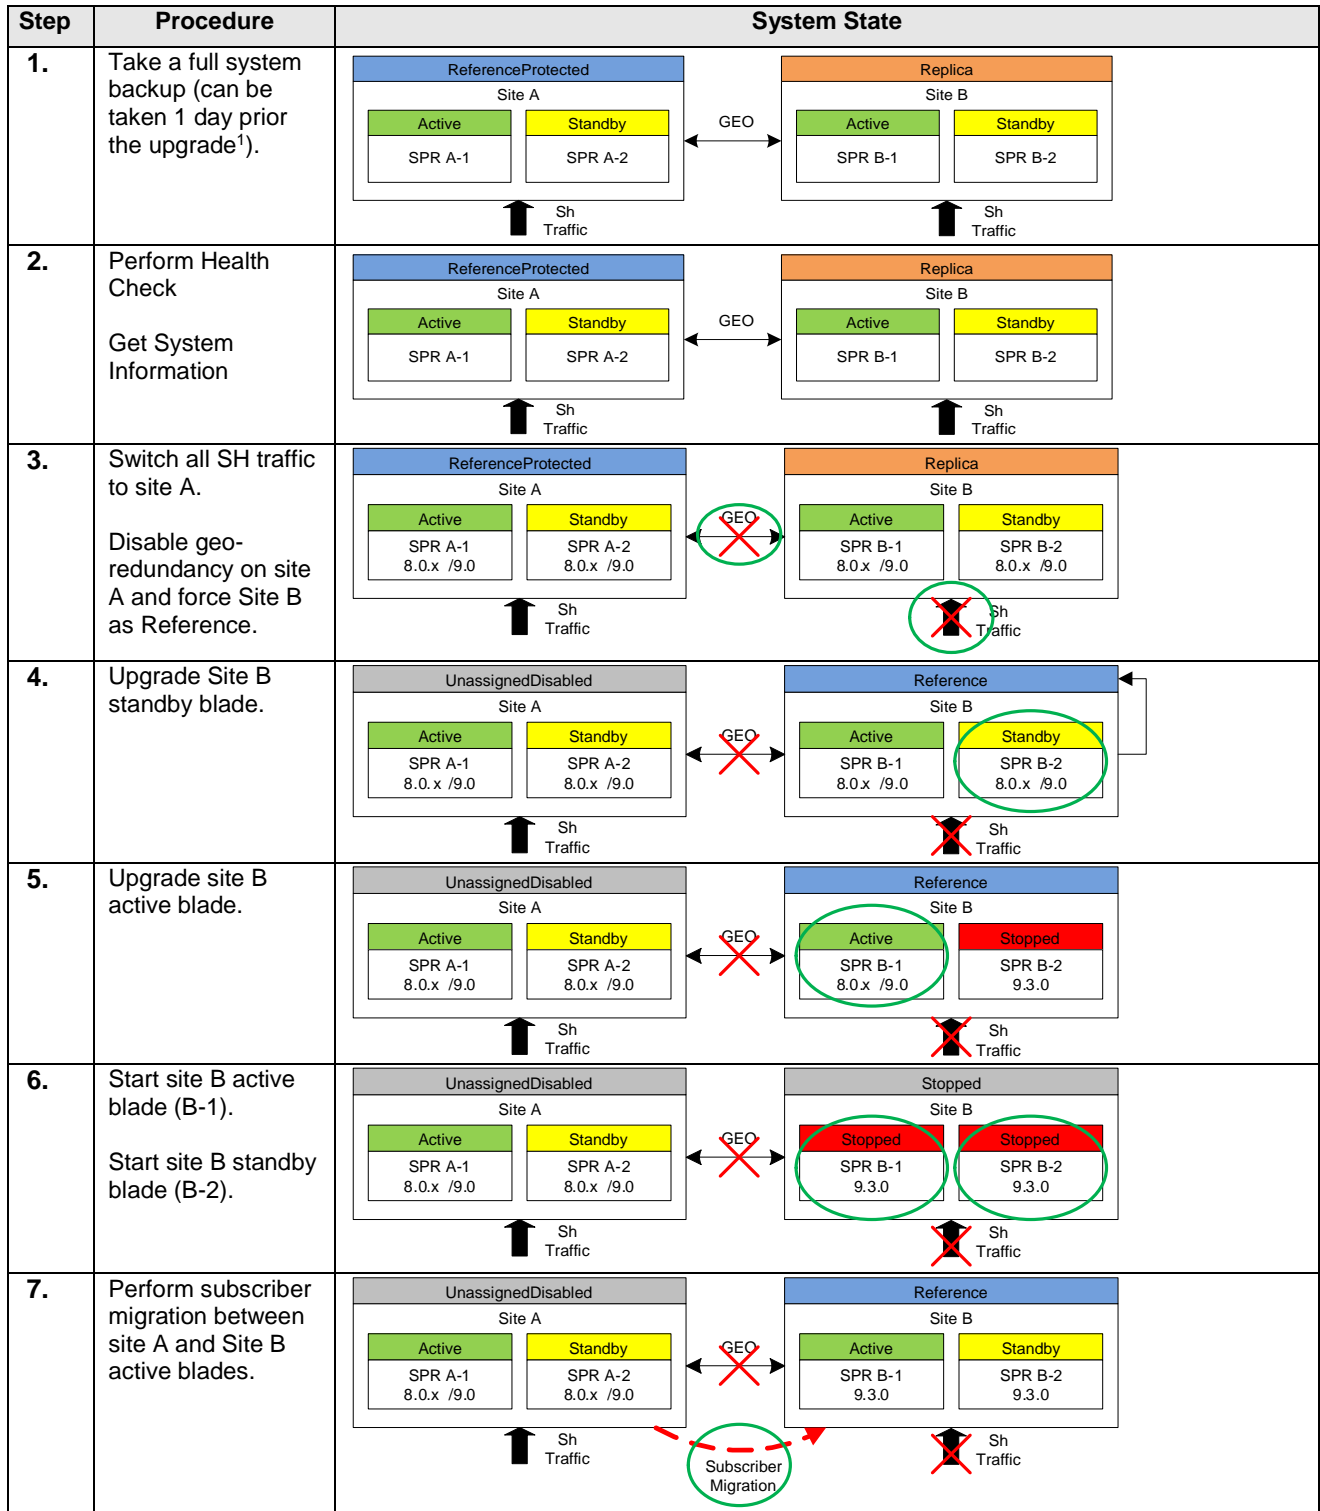 Step Procedure System State
1. Take a full system
backup (can be
taken 1 day prior
the upgrade1).
ReferenceProtected
Site A
Active Standby
SPR A-1 SPR A-2
GEO
Replica
Site B
Active Standby
SPR B-1 SPR B-2
Sh
Traffic
Sh
Traffic
2. Perform Health
Check
Get System
Information
ReferenceProtected
Site A
Active Standby
SPR A-1 SPR A-2
GEO
Replica
Site B
Active Standby
SPR B-1 SPR B-2
Sh
Traffic
Sh
Traffic
3. Switch all SH traffic
to site A.
Disable geo-
redundancy on site
A and force Site B
as Reference.
ReferenceProtected
Site A
Active Standby
SPR A-1 SPR A-2
8.0.x /9.0 8.0.x /9.0
GEO
Replica
Site B
Active Standby
SPR B-1 SPR B-2
8.0.x /9.0 8.0.x /9.0
Sh
Traffic
Sh
Traffic
4. Upgrade Site B
standby blade.
UnassignedDisabled
Site A
Active Standby
SPR A-1 SPR A-2
8.0.x /9.0 8.0.x /9.0
GEO
Reference
Site B
Active Standby
SPR B-1 SPR B-2
8.0.x /9.0 8.0.x /9.0
Sh
Traffic
Sh
Traffic
5. Upgrade site B
active blade.
UnassignedDisabled
Site A
Active Standby
SPR A-1 SPR A-2
8.0.x /9.0 8.0.x /9.0
GEO
Reference
Site B
Active Stopped
SPR B-1 SPR B-2
8.0.x /9.0 9.3.0
Sh
Traffic
Sh
Traffic
6. Start site B active
blade (B-1).
Start site B standby
blade (B-2).
UnassignedDisabled
Site A
Active Standby
SPR A-1 SPR A-2
8.0.x /9.0 8.0.x /9.0
GEO
Stopped
Site B
Stopped Stopped
SPR B-1 SPR B-2
9.3.0 9.3.0
Sh
Traffic
Sh
Traffic
7. Perform subscriber
migration between
site A and Site B
active blades.
UnassignedDisabled
Site A
Active Standby
SPR A-1 SPR A-2
8.0.x /9.0 8.0.x /9.0
GEO
Reference
Site B
Active Standby
SPR B-1 SPR B-2
9.3.0 9.3.0
Sh
Traffic
Subscriber
Migration
Sh
Traffic